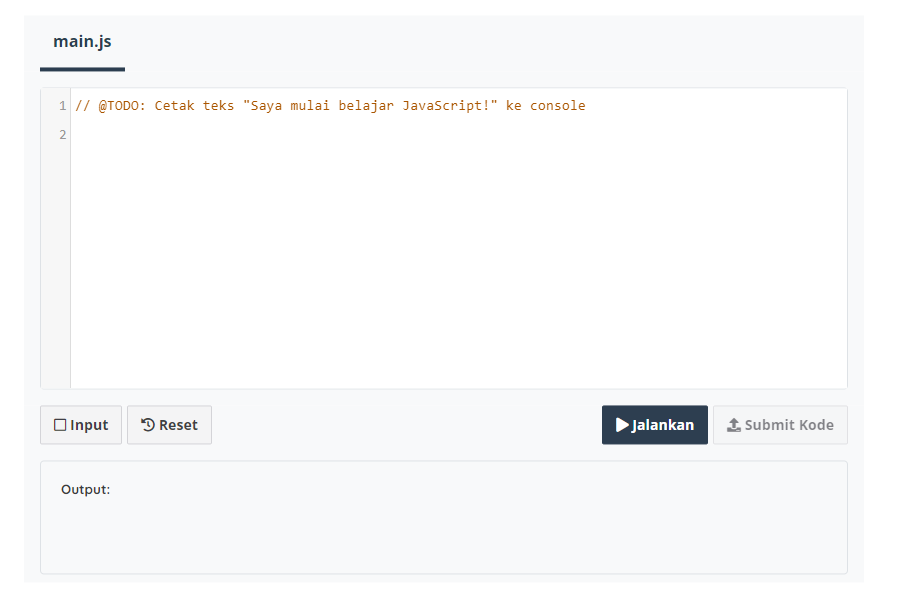 main.js
1 // @TODO: Cetak teks "Saya mulai belajar JavaScript!" ke console
2
Input Reset Jalankan Submit Kode
Output: